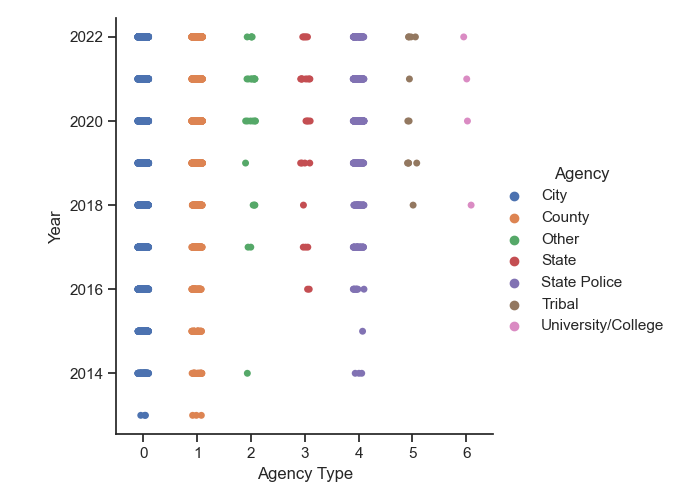 2022
2020
2018
2016
2014
Year
0 1 2 3 4 5 6
Agency Type
Agency
City
County
Other
State
State Police
Tribal
University/College